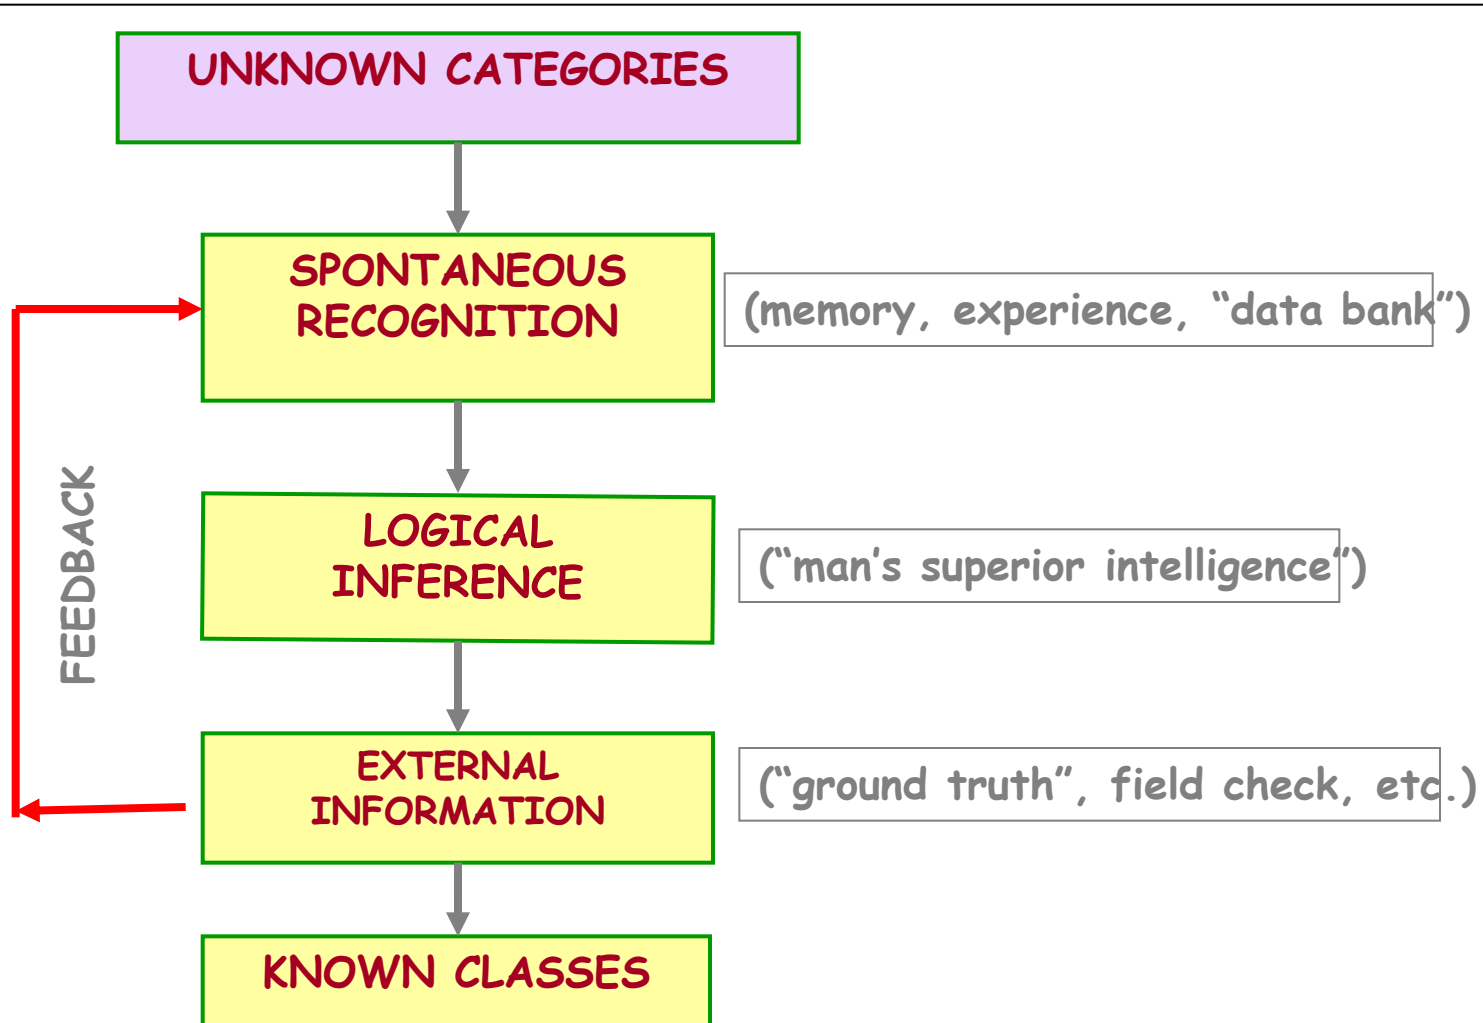 UNKNOWN CATEGORIES
SPONTANEOUS
RECOGNITION
(memory, experience, “data bank”)
FEEDBACK
LOGICAL
INFERENCE
(“man’s superior intelligence”)
EXTERNAL
INFORMATION
(“ground truth”, field check, etc.)
KNOWN CLASSES